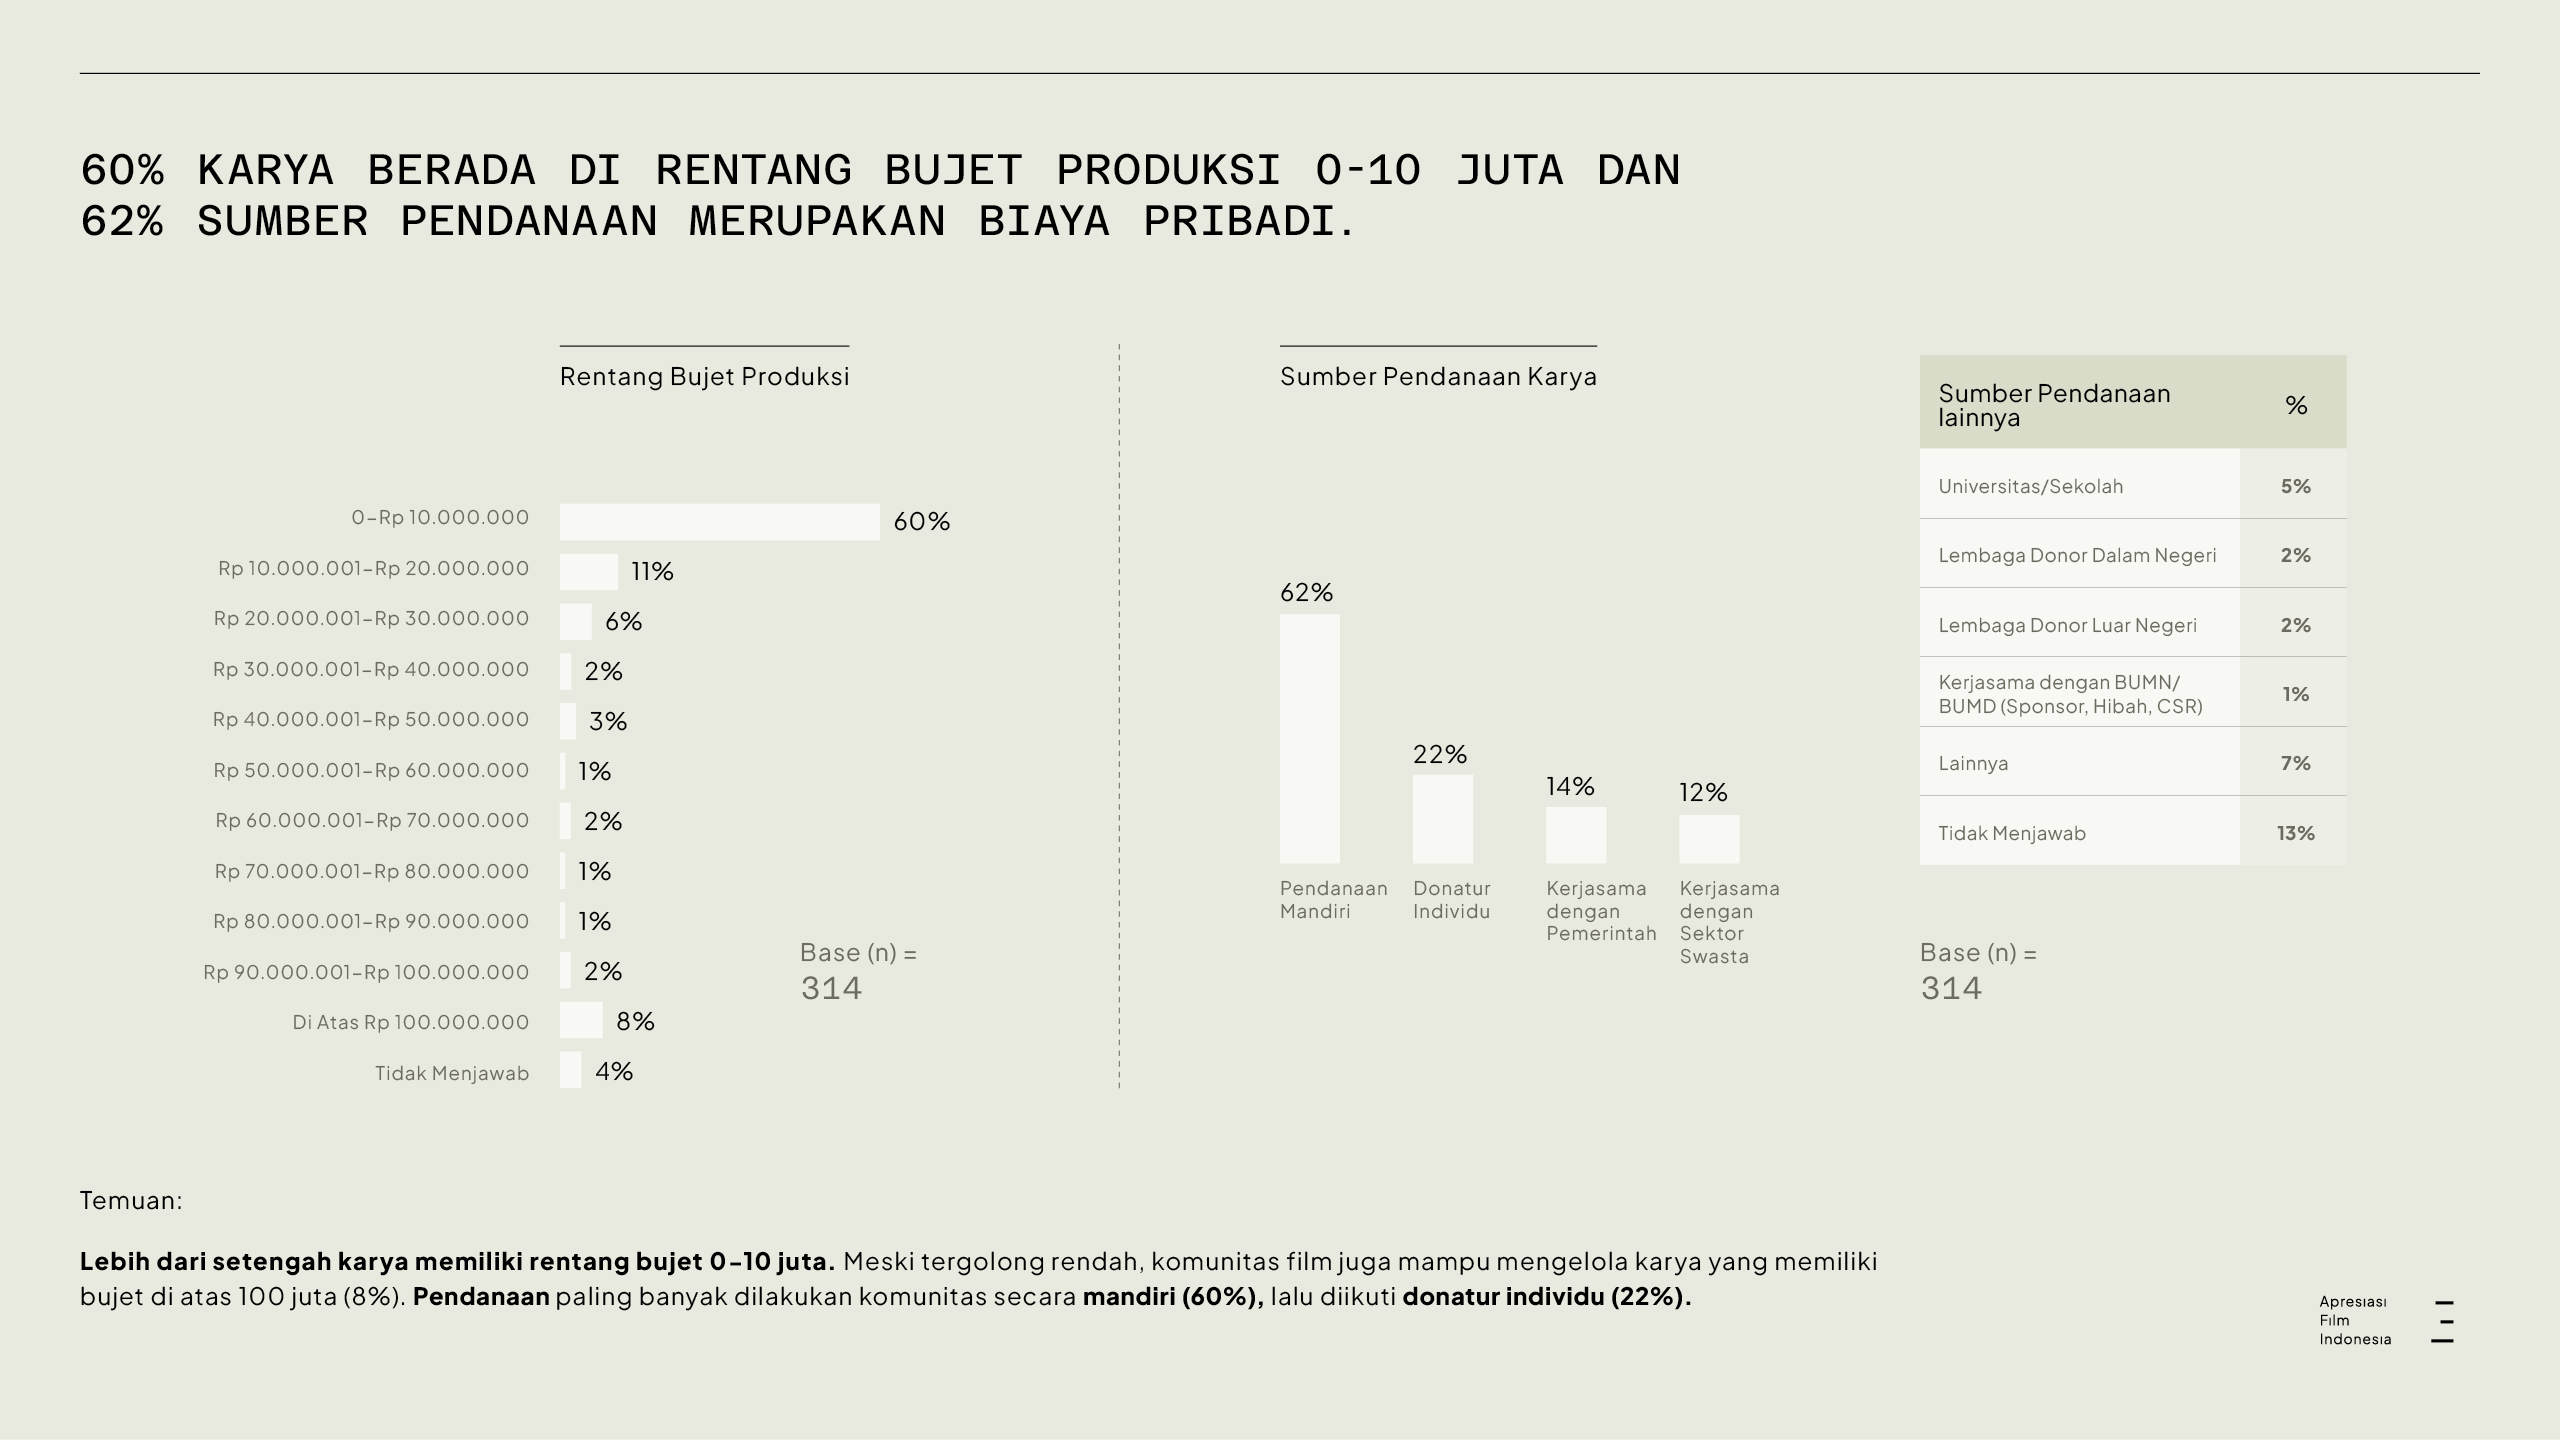 60% KARYA BERADA DI RENTANG BUJET PRODUKSI 0-10 JUTA DAN
62% SUMBER PENDANAAN MERUPAKAN BIAYA PRIBADI.
Rentang Bujet Produksi
0–Rp 10.000.000 60%
Rp 10.000.001–Rp 20.000.000 11%
Rp 20.000.001–Rp 30.000.000 6%
Rp 30.000.001–Rp 40.000.000 2%
Rp 40.000.001–Rp 50.000.000 3%
Rp 50.000.001–Rp 60.000.000 1%
Rp 60.000.001–Rp 70.000.000 2%
Rp 70.000.001–Rp 80.000.000 1%
Rp 80.000.001–Rp 90.000.000 1%
Rp 90.000.001–Rp 100.000.000 2%
Di Atas Rp 100.000.000 8%
Tidak Menjawab 4%
Base (n) =
314
Sumber Pendanaan Karya
62%
22%
14%
12%
Pendanaan
Mandiri
Donatur
Individu
Kerjasama
dengan
Pemerintah
Kerjasama
dengan
Sektor
Swasta
Sumber Pendanaan
lainnya
%
Universitas/Sekolah 5%
Lembaga Donor Dalam Negeri 2%
Lembaga Donor Luar Negeri 2%
Kerjasama dengan BUMN/
BUMD (Sponsor, Hibah, CSR) 1%
Lainnya 7%
Tidak Menjawab 13%
Base (n) =
314
Temuan:
Lebih dari setengah karya memiliki rentang bujet 0–10 juta. Meski tergolong rendah, komunitas film juga mampu mengelola karya yang memiliki
bujet di atas 100 juta (8%). Pendanaan paling banyak dilakukan komunitas secara mandiri (60%), lalu diikuti donatur individu (22%).
Apresiasi
Film
Indonesia